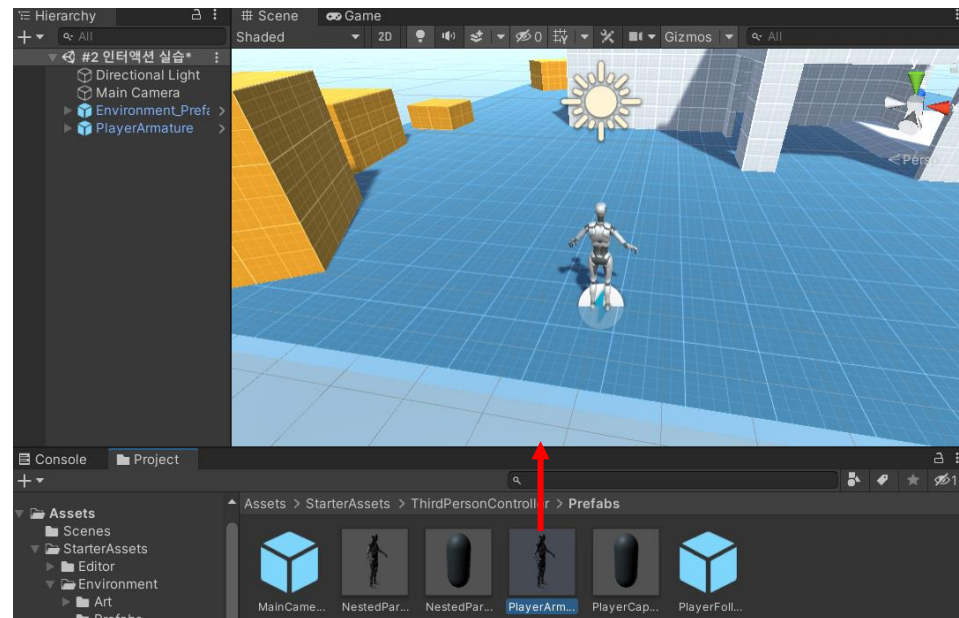 Hierarchy
# Scene
Game
All
Shaded
2D
0
Gizmos
All
#2 인터액션 실습*
Directional Light
Main Camera
Environment_Prefa
PlayerArmature
y
Pers
Console
Project
1
Assets
Scenes
StarterAssets
Editor
Environment
Art
Prefabs
Assets > StarterAssets > ThirdPersonController > Prefabs
MainCame...
NestedPar...
NestedPar...
PlayerArm...
PlayerCap...
PlayerFoll...